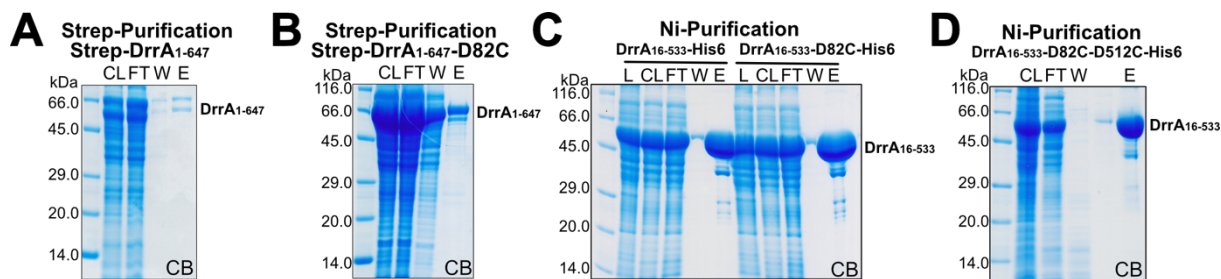 A
Strep-Purification
Strep-DrrA1-647
kDa
CL FT W E
66.0
45.0
29.0
20.0
14.0
DrrA1-647
CB
B
Strep-Purification
Strep-DrrA1-647-D82C
kDa
CL FT W E
116.0
66.0
45.0
29.0
20.0
14.0
DrrA1-647
CB
C
Ni-Purification
DrrA16-533-His6 DrrA16-533-D82C-His6
kDa
L CL FT W E L CL FT W E
116.0
66.0
45.0
29.0
20.0
14.0
DrrA16-533
CB
D
Ni-Purification
DrrA16-533-D82C-D512C-His6
kDa
CL FT W E
116.0
66.0
45.0
29.0
20.0
14.0
DrrA16-533
CB